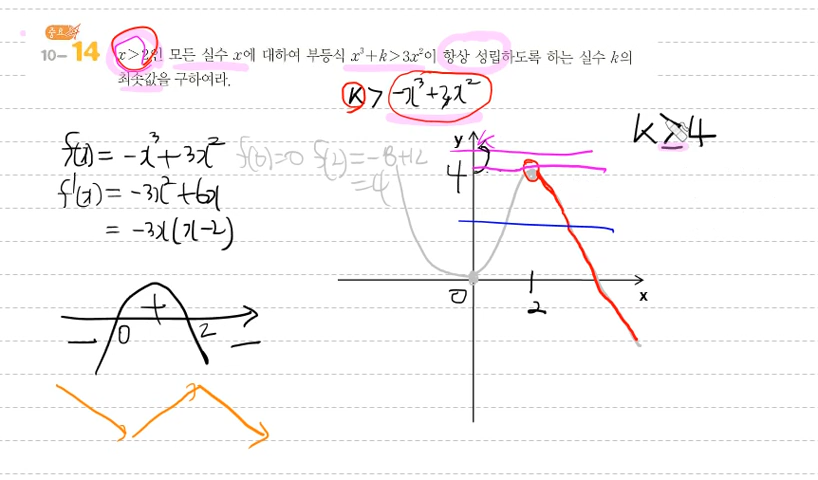 중요
10- 14 x>2인 모든 실수 x에 대하여 부등식 x³+k>3x²이 항상 성립하도록 하는 실수 k의
최솟값을 구하여라.
K > -x³+3x²
f(x) = -x³+3x²
f(0)=0 f(2)=-8+12
=4
f'(x) = -3x²+6x
= -3x(x-2)
k≥4
y
k
4
0
2
x
+
0
2
-
-